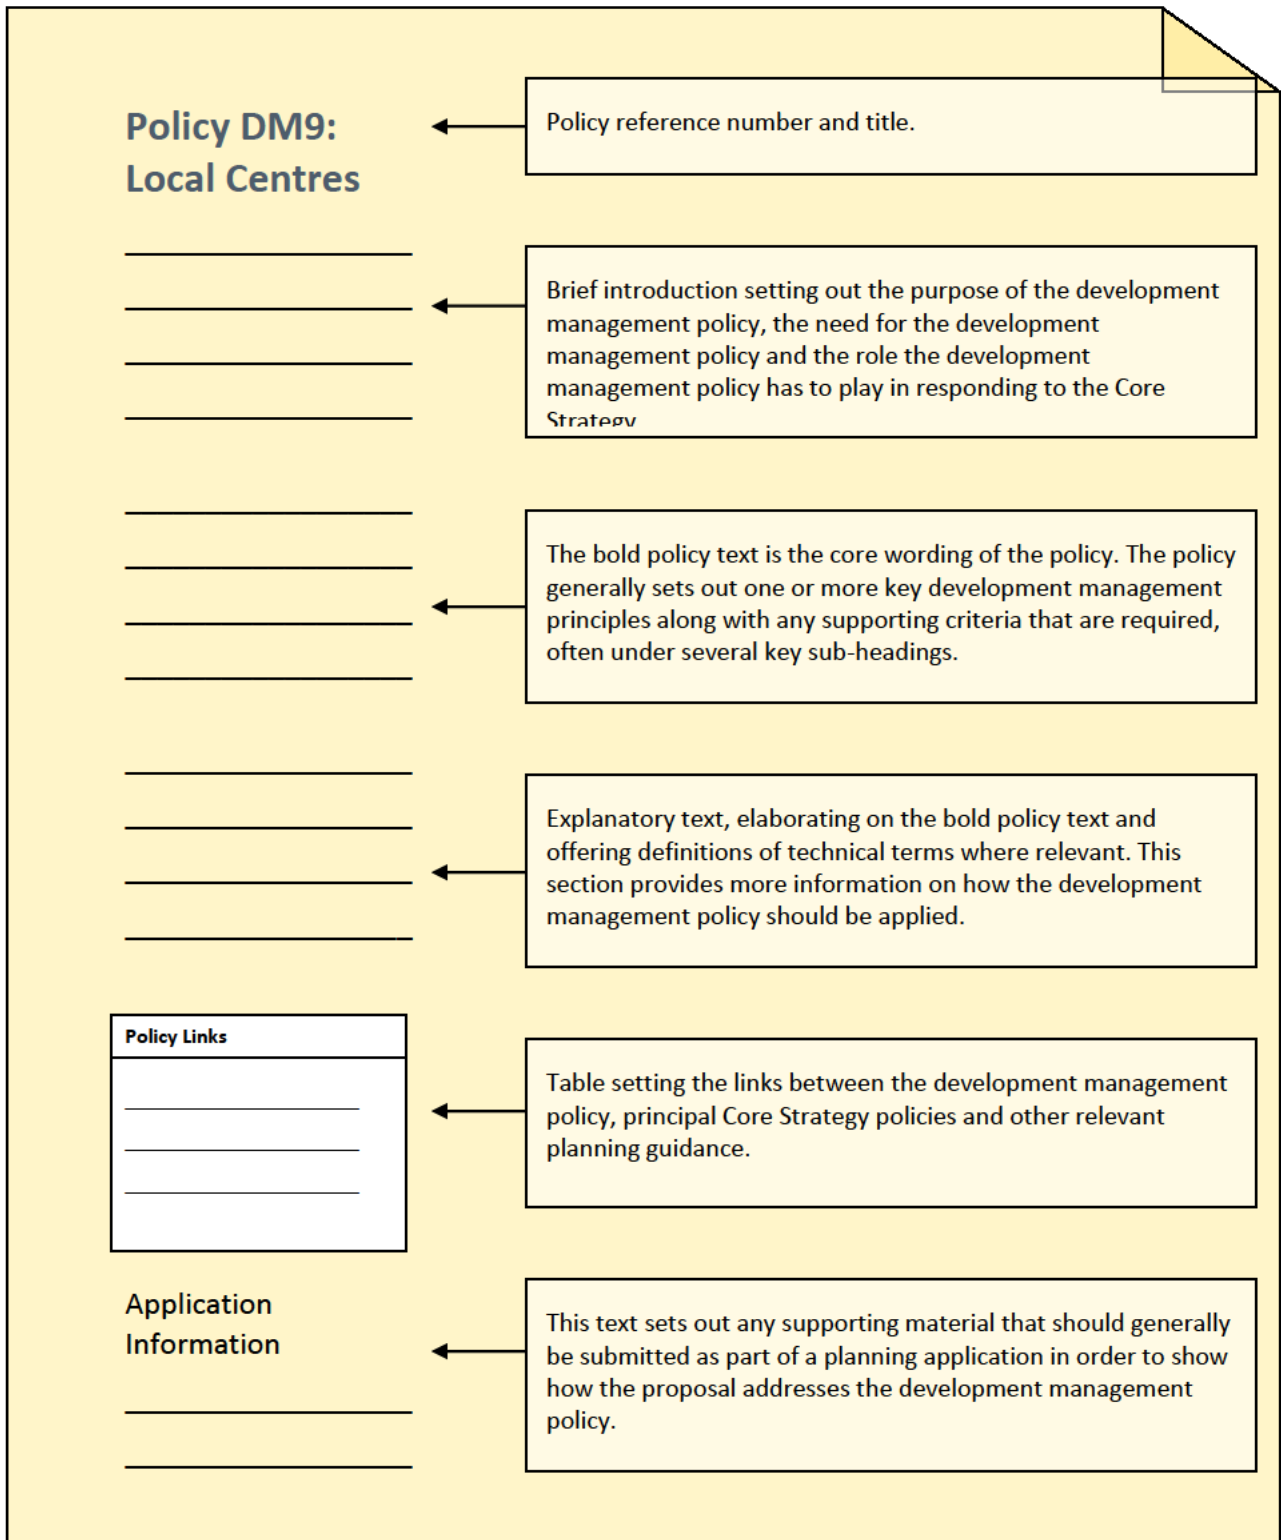 Policy DM9:
Local Centres
Policy reference number and title.
Brief introduction setting out the purpose of the development
management policy, the need for the development
management policy and the role the development
management policy has to play in responding to the Core
Strategy
The bold policy text is the core wording of the policy. The policy
generally sets out one or more key development management
principles along with any supporting criteria that are required,
often under several key sub-headings.
Explanatory text, elaborating on the bold policy text and
offering definitions of technical terms where relevant. This
section provides more information on how the development
management policy should be applied.
Policy Links
Table setting the links between the development management
policy, principal Core Strategy policies and other relevant
planning guidance.
Application
Information
This text sets out any supporting material that should generally
be submitted as part of a planning application in order to show
how the proposal addresses the development management
policy.